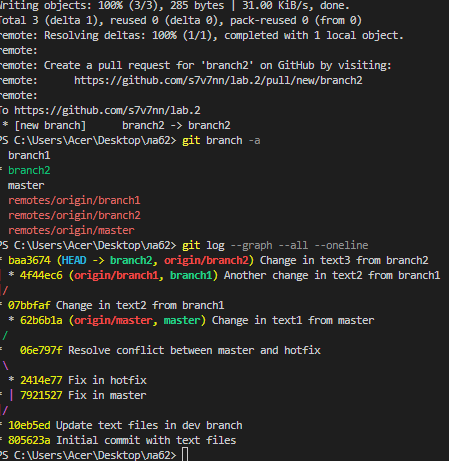 Writing objects: 100% (3/3), 285 bytes | 31.00 KiB/s, done.
Total 3 (delta 1), reused 0 (delta 0), pack-reused 0 (from 0)
remote: Resolving deltas: 100% (1/1), completed with 1 local object.
remote:
remote: Create a pull request for 'branch2' on GitHub by visiting:
remote:      https://github.com/s7v7nn/lab.2/pull/new/branch2
remote:
To https://github.com/s7v7nn/lab.2
 * [new branch]      branch2 -> branch2
PS C:\Users\Acer\Desktop\ла62> git branch -a
  branch1
* branch2
  master
  remotes/origin/branch1
  remotes/origin/branch2
  remotes/origin/master
PS C:\Users\Acer\Desktop\ла62> git log --graph --all --oneline
* baa3674 (HEAD -> branch2, origin/branch2) Change in text3 from branch2
| * 4f44ec6 (origin/branch1, branch1) Another change in text2 from branch1
|/
* 07bbfaf Change in text2 from branch1
  * 62b6b1a (origin/master, master) Change in text1 from master
 /
*   06e797f Resolve conflict between master and hotfix
 \
  * 2414e77 Fix in hotfix
* | 7921527 Fix in master
|/
* 10eb5ed Update text files in dev branch
* 805623a Initial commit with text files
PS C:\Users\Acer\Desktop\ла62>